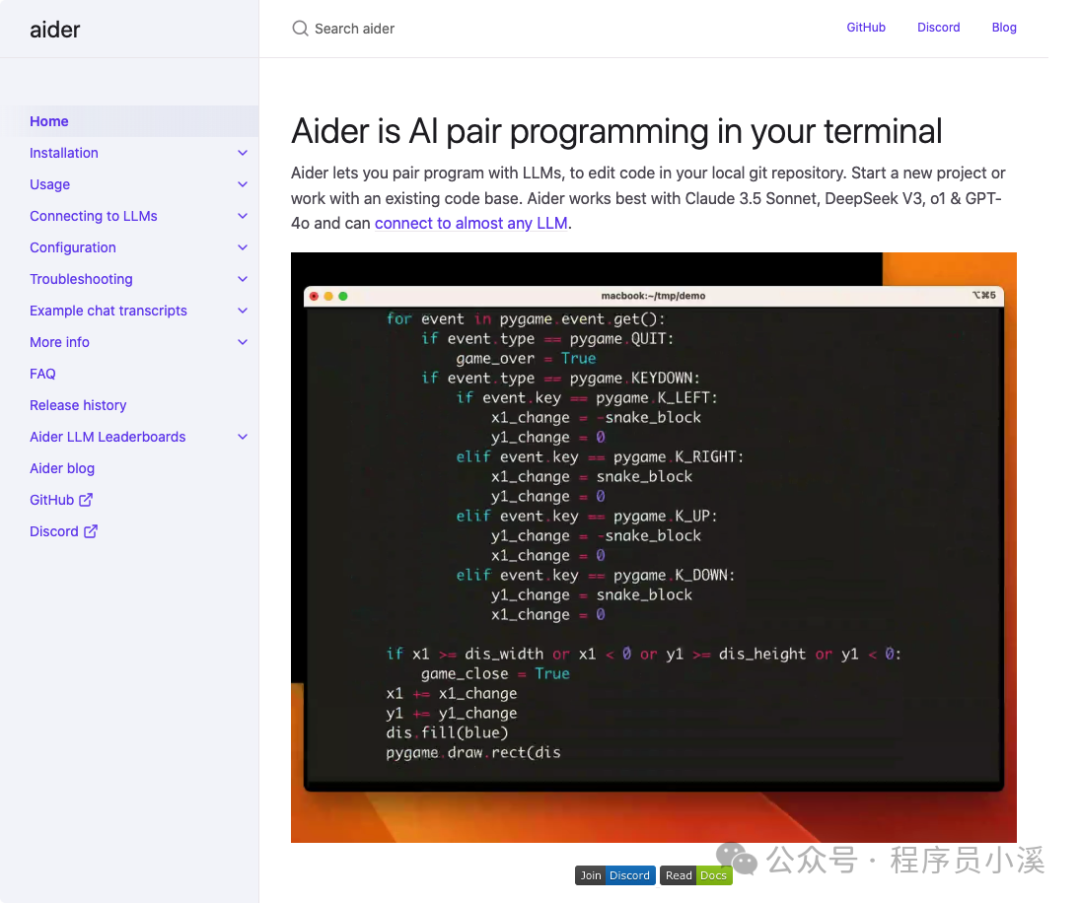 aider
Search aider
GitHub
Discord
Blog
Home
Installation
Usage
Connecting to LLMs
Configuration
Troubleshooting
Example chat transcripts
More info
FAQ
Release history
Aider LLM Leaderboards
Aider blog
GitHub
Discord
Aider is AI pair programming in your terminal
Aider lets you pair program with LLMs, to edit code in your local git repository. Start a new project or
work with an existing code base. Aider works best with Claude 3.5 Sonnet, DeepSeek V3, o1 & GPT-
4o and can connect to almost any LLM.
macbook:~/tmp/demo
⌥⌘5
for event in pygame.event.get():
    if event.type == pygame.QUIT:
        game_over = True
    if event.type == pygame.KEYDOWN:
        if event.key == pygame.K_LEFT:
            x1_change = -snake_block
            y1_change = 0
        elif event.key == pygame.K_RIGHT:
            x1_change = snake_block
            y1_change = 0
        elif event.key == pygame.K_UP:
            y1_change = -snake_block
            x1_change = 0
        elif event.key == pygame.K_DOWN:
            y1_change = snake_block
            x1_change = 0
if x1 >= dis_width or x1 < 0 or y1 >= dis_height or y1 < 0:
    game_close = True
x1 += x1_change
y1 += y1_change
dis.fill(blue)
pygame.draw.rect(dis
Join Discord
Read Docs
公众号 · 程序员小溪